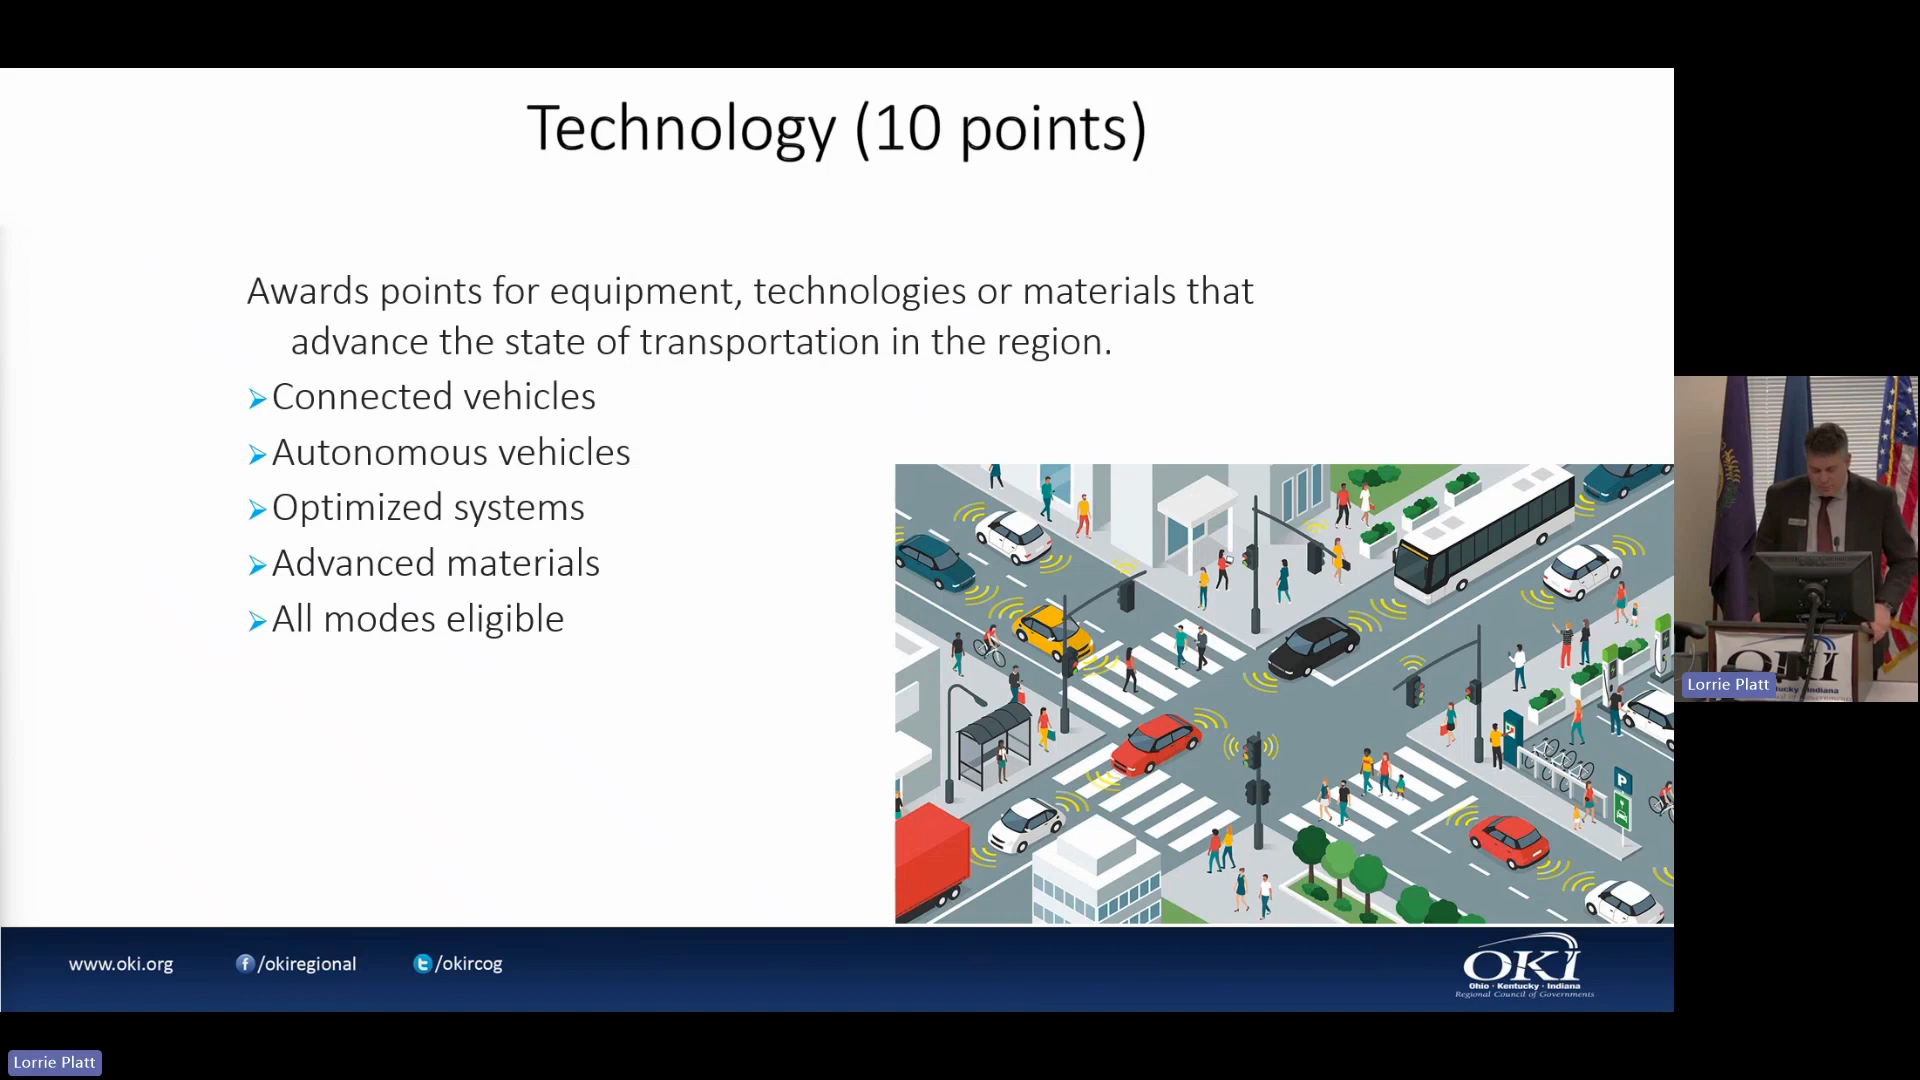 Technology (10 points)
Awards points for equipment, technologies or materials that
advance the state of transportation in the region.
Connected vehicles
Autonomous vehicles
Optimized systems
Advanced materials
All modes eligible
P
www.oki.org
/okiregional
/okircog
OKI
Ohio · Kentucky · Indiana
Regional Council of Governments
OKI
Lorrie Platt
Lorrie Platt